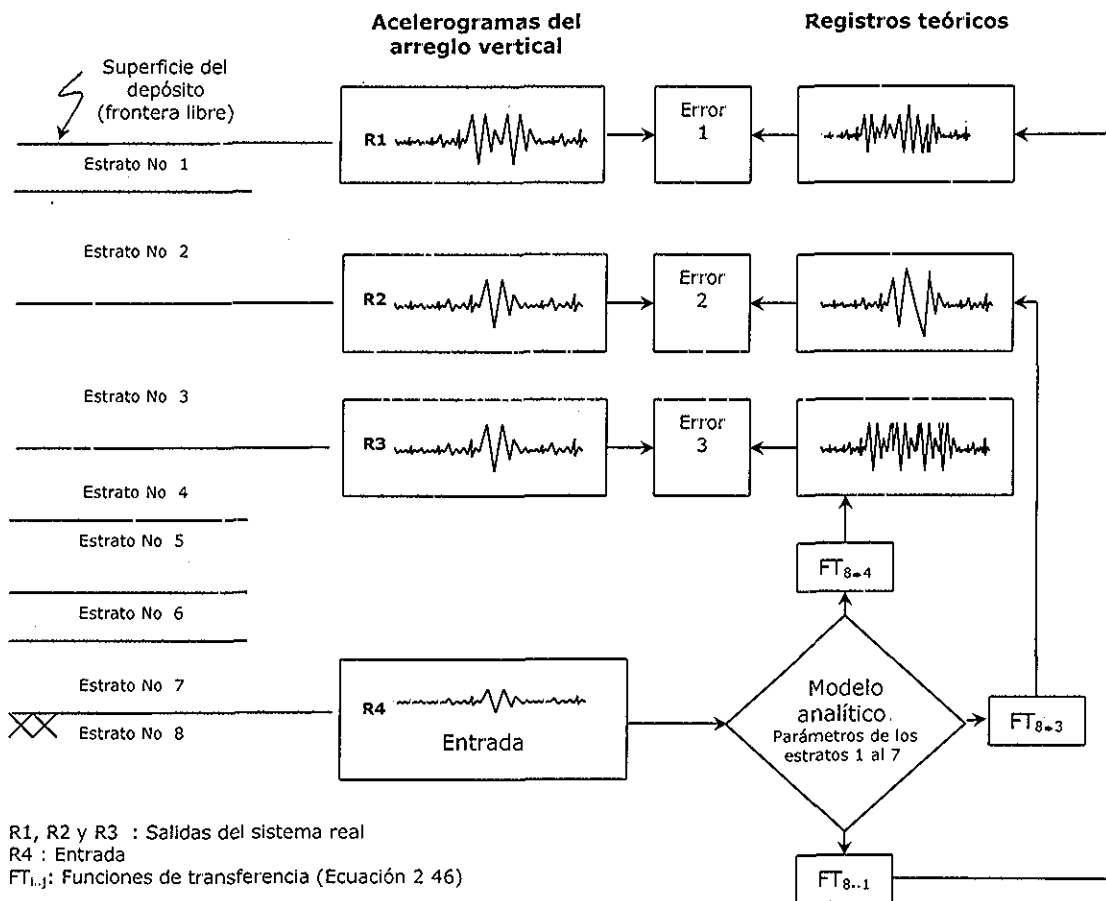 Acelerogramas del
arreglo vertical
Registros teóricos
Superficie del
depósito
(frontera libre)
Estrato No 1
R1
Error
1
Estrato No 2
R2
Error
2
Estrato No 3
R3
Error
3
Estrato No 4
Estrato No 5
FT8→4
Estrato No 6
Estrato No 7
R4
Entrada
Modelo
analítico.
Parámetros de los
estratos 1 al 7
FT8→3
Estrato No 8
R1, R2 y R3 : Salidas del sistema real
R4 : Entrada
FTi..j: Funciones de transferencia (Ecuación 2 46)
FT8..1